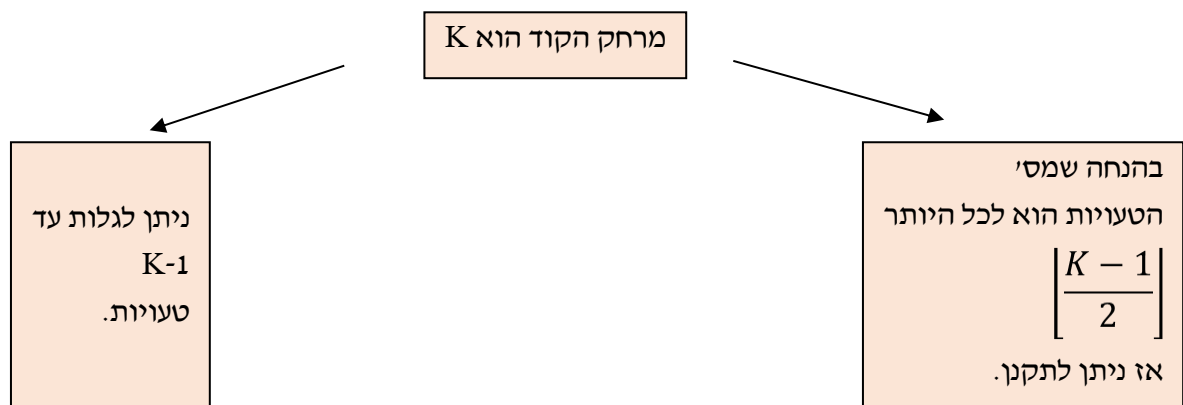 מרחק הקוד הוא K
בהנחה שמס'
הטעויות הוא לכל היותר
⌊(K − 1)/2⌋
אז ניתן לתקנן.
ניתן לגלות עד
K-1
טעויות.